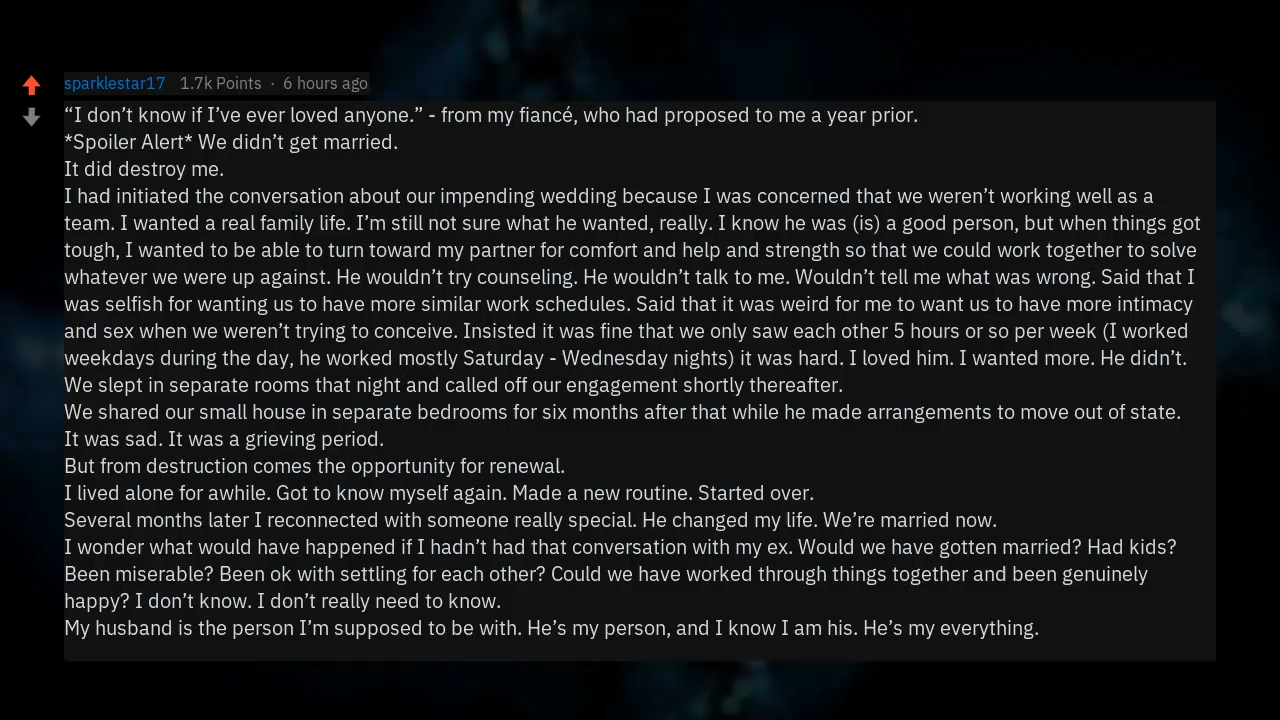 sparklestar17 1.7k Points · 6 hours ago
“I don’t know if I’ve ever loved anyone.” - from my fiancé, who had proposed to me a year prior.
*Spoiler Alert* We didn’t get married.
It did destroy me.
I had initiated the conversation about our impending wedding because I was concerned that we weren’t working well as a
team. I wanted a real family life. I’m still not sure what he wanted, really. I know he was (is) a good person, but when things got
tough, I wanted to be able to turn toward my partner for comfort and help and strength so that we could work together to solve
whatever we were up against. He wouldn’t try counseling. He wouldn’t talk to me. Wouldn’t tell me what was wrong. Said that I
was selfish for wanting us to have more similar work schedules. Said that it was weird for me to want us to have more intimacy
and sex when we weren’t trying to conceive. Insisted it was fine that we only saw each other 5 hours or so per week (I worked
weekdays during the day, he worked mostly Saturday - Wednesday nights) it was hard. I loved him. I wanted more. He didn’t.
We slept in separate rooms that night and called off our engagement shortly thereafter.
We shared our small house in separate bedrooms for six months after that while he made arrangements to move out of state.
It was sad. It was a grieving period.
But from destruction comes the opportunity for renewal.
I lived alone for awhile. Got to know myself again. Made a new routine. Started over.
Several months later I reconnected with someone really special. He changed my life. We’re married now.
I wonder what would have happened if I hadn’t had that conversation with my ex. Would we have gotten married? Had kids?
Been miserable? Been ok with settling for each other? Could we have worked through things together and been genuinely
happy? I don’t know. I don’t really need to know.
My husband is the person I’m supposed to be with. He’s my person, and I know I am his. He’s my everything.